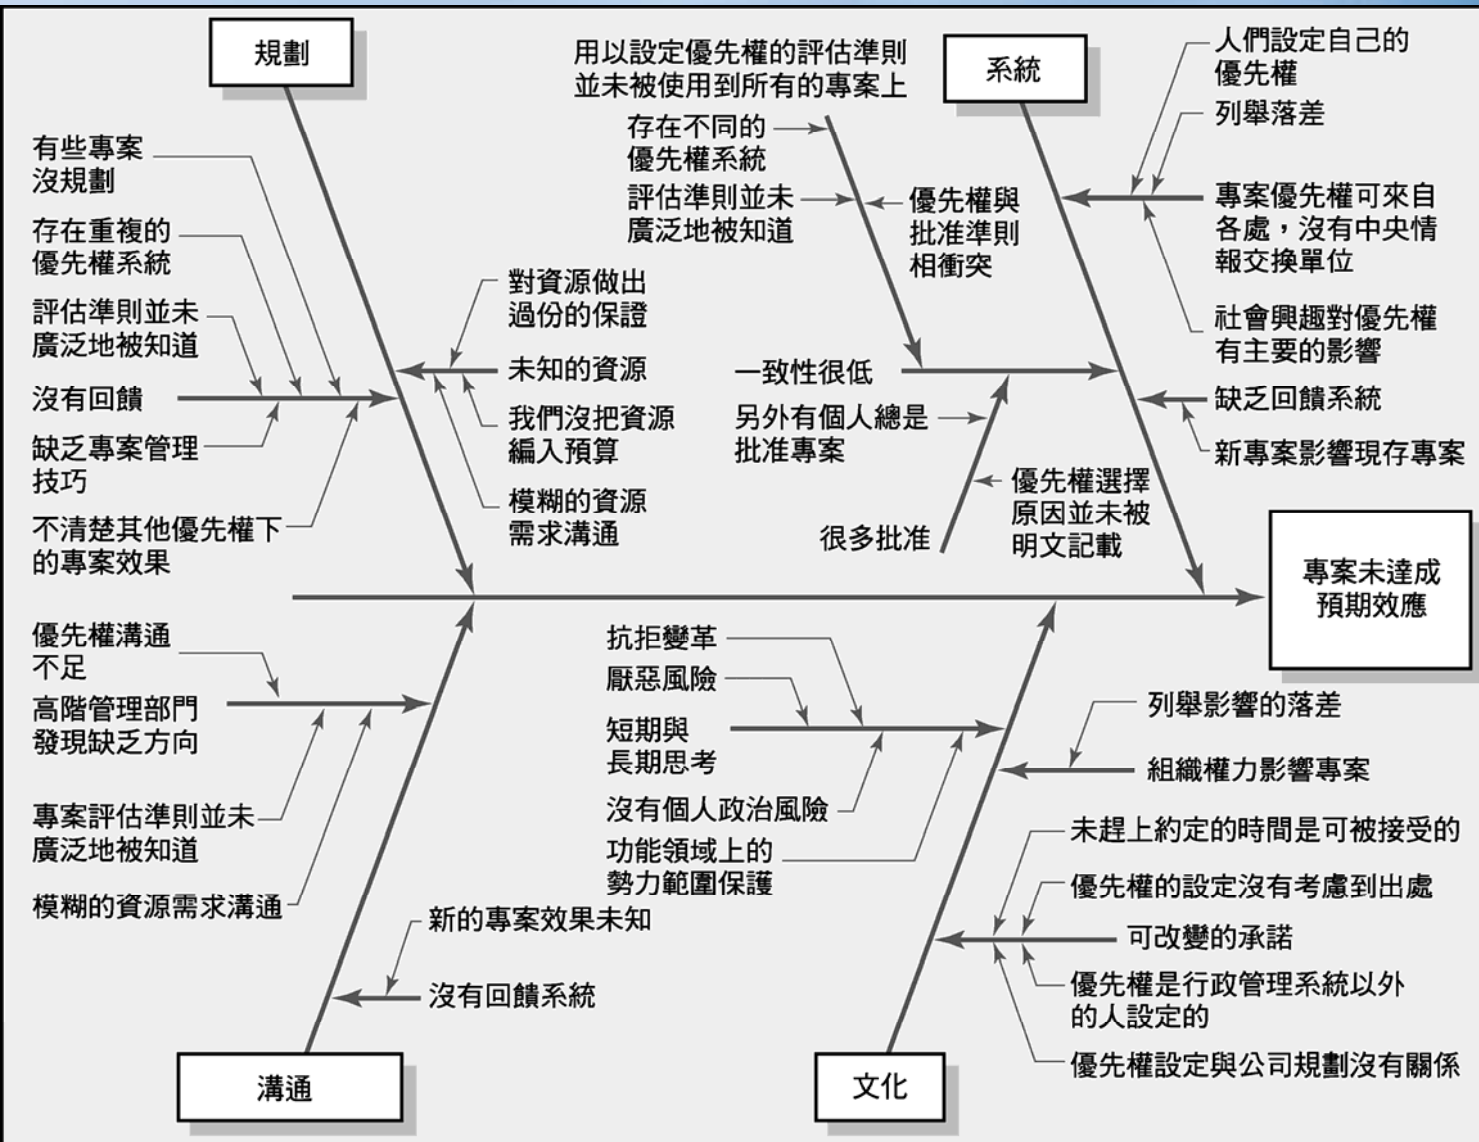 規劃
有些專案
沒規劃
存在重複的
優先權系統
評估準則並未
廣泛地被知道
沒有回饋
缺乏專案管理
技巧
不清楚其他優先權下
的專案效果
對資源做出
過份的保證
未知的資源
我們沒把資源
編入預算
模糊的資源
需求溝通
用以設定優先權的評估準則
並未被使用到所有的專案上
存在不同的
優先權系統
評估準則並未
廣泛地被知道
優先權與
批准準則
相衝突
一致性很低
另外有個人總是
批准專案
很多批准
優先權選擇
原因並未被
明文記載
系統
人們設定自己的
優先權
列舉落差
專案優先權可來自
各處，沒有中央情
報交換單位
社會興趣對優先權
有主要的影響
缺乏回饋系統
新專案影響現存專案
專案未達成
預期效應
優先權溝通
不足
高階管理部門
發現缺乏方向
專案評估準則並未
廣泛地被知道
模糊的資源需求溝通
新的專案效果未知
沒有回饋系統
溝通
抗拒變革
厭惡風險
短期與
長期思考
沒有個人政治風險
功能領域上的
勢力範圍保護
列舉影響的落差
組織權力影響專案
未趕上約定的時間是可被接受的
優先權的設定沒有考慮到出處
可改變的承諾
優先權是行政管理系統以外
的人設定的
優先權設定與公司規劃沒有關係
文化